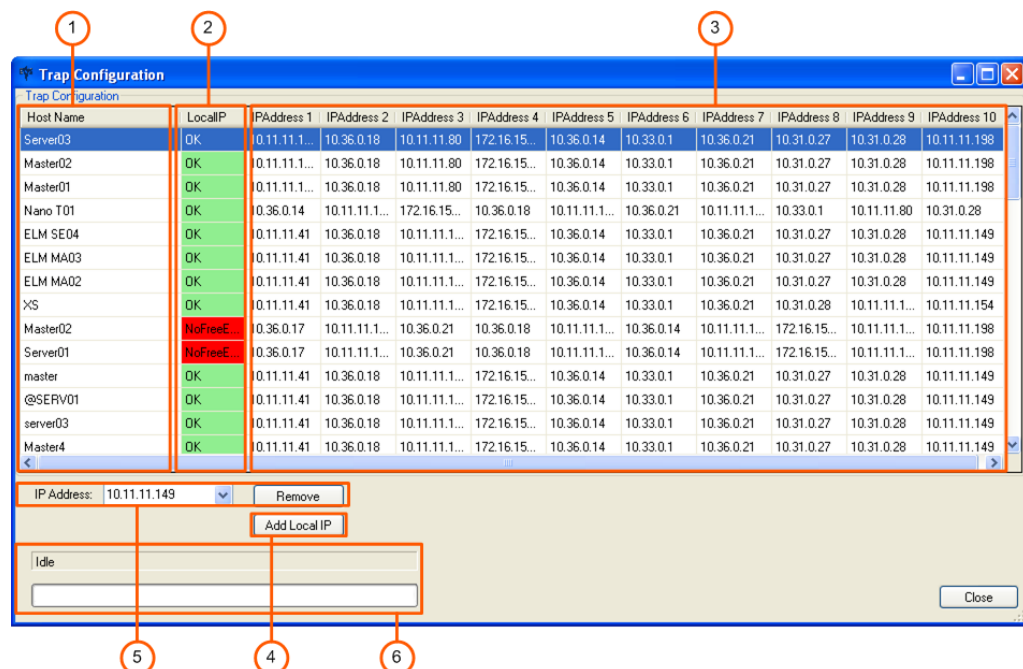 1 2 3
Trap Configuration
Trap Configuration
Host Name LocalIP IPAddress 1 IPAddress 2 IPAddress 3 IPAddress 4 IPAddress 5 IPAddress 6 IPAddress 7 IPAddress 8 IPAddress 9 IPAddress 10
Server03 OK 10.11.11.1... 10.36.0.18 10.11.11.80 172.16.15... 10.36.0.14 10.33.0.1 10.36.0.21 10.31.0.27 10.31.0.28 10.11.11.198
Master02 OK 10.11.11.1... 10.36.0.18 10.11.11.80 172.16.15... 10.36.0.14 10.33.0.1 10.36.0.21 10.31.0.27 10.31.0.28 10.11.11.198
Master01 OK 10.11.11.1... 10.36.0.18 10.11.11.80 172.16.15... 10.36.0.14 10.33.0.1 10.36.0.21 10.31.0.27 10.31.0.28 10.11.11.198
Nano T01 OK 10.36.0.14 10.11.11.1... 172.16.15... 10.36.0.18 10.11.11.1... 10.36.0.21 10.11.11.1... 10.33.0.1 10.11.11.80 10.31.0.28
ELM SE04 OK 10.11.11.41 10.36.0.18 10.11.11.1... 172.16.15... 10.36.0.14 10.33.0.1 10.36.0.21 10.31.0.27 10.31.0.28 10.11.11.149
ELM MA03 OK 10.11.11.41 10.36.0.18 10.11.11.1... 172.16.15... 10.36.0.14 10.33.0.1 10.36.0.21 10.31.0.27 10.31.0.28 10.11.11.149
ELM MA02 OK 10.11.11.41 10.36.0.18 10.11.11.1... 172.16.15... 10.36.0.14 10.33.0.1 10.36.0.21 10.31.0.27 10.31.0.28 10.11.11.149
XS OK 10.11.11.41 10.36.0.18 10.11.11.1... 172.16.15... 10.36.0.14 10.33.0.1 10.36.0.21 10.31.0.28 10.11.11.1... 10.11.11.154
Master02 NoFreeE... 10.36.0.17 10.11.11.1... 10.36.0.21 10.36.0.18 10.11.11.1... 10.36.0.14 10.11.11.1... 172.16.15... 10.11.11.1... 10.11.11.198
Server01 NoFreeE... 10.36.0.17 10.11.11.1... 10.36.0.21 10.36.0.18 10.11.11.1... 10.36.0.14 10.11.11.1... 172.16.15... 10.11.11.1... 10.11.11.198
master OK 10.11.11.41 10.36.0.18 10.11.11.1... 172.16.15... 10.36.0.14 10.33.0.1 10.36.0.21 10.31.0.27 10.31.0.28 10.11.11.149
@SERV01 OK 10.11.11.41 10.36.0.18 10.11.11.1... 172.16.15... 10.36.0.14 10.33.0.1 10.36.0.21 10.31.0.27 10.31.0.28 10.11.11.149
server03 OK 10.11.11.41 10.36.0.18 10.11.11.1... 172.16.15... 10.36.0.14 10.33.0.1 10.36.0.21 10.31.0.27 10.31.0.28 10.11.11.149
Master4 OK 10.11.11.41 10.36.0.18 10.11.11.1... 172.16.15... 10.36.0.14 10.33.0.1 10.36.0.21 10.31.0.27 10.31.0.28 10.11.11.149
IP Address: 10.11.11.149 Remove
Add Local IP
Idle
Close
5 4 6